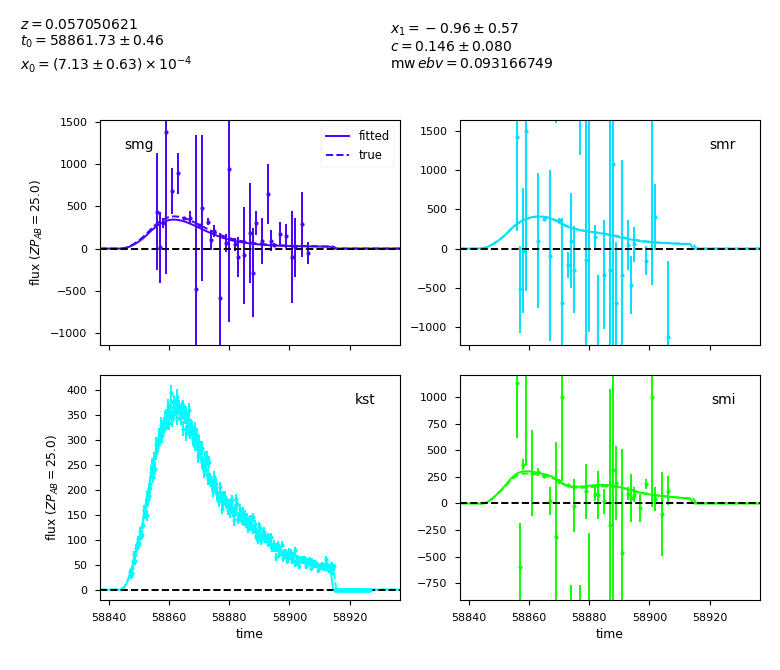 z = 0.057050621
t₀ = 58861.73 ± 0.46
x₀ = (7.13 ± 0.63) × 10⁻⁴
x₁ = −0.96 ± 0.57
c = 0.146 ± 0.080
mw ebv = 0.093166749
1500
1000
500
0
−500
−1000
flux (ZP_AB = 25.0)
smg
fitted
true
1500
1000
500
0
−500
−1000
smr
400
350
300
250
200
150
100
50
0
flux (ZP_AB = 25.0)
kst
58840
58860
58880
58900
58920
time
1000
750
500
250
0
−250
−500
−750
smi
58840
58860
58880
58900
58920
time